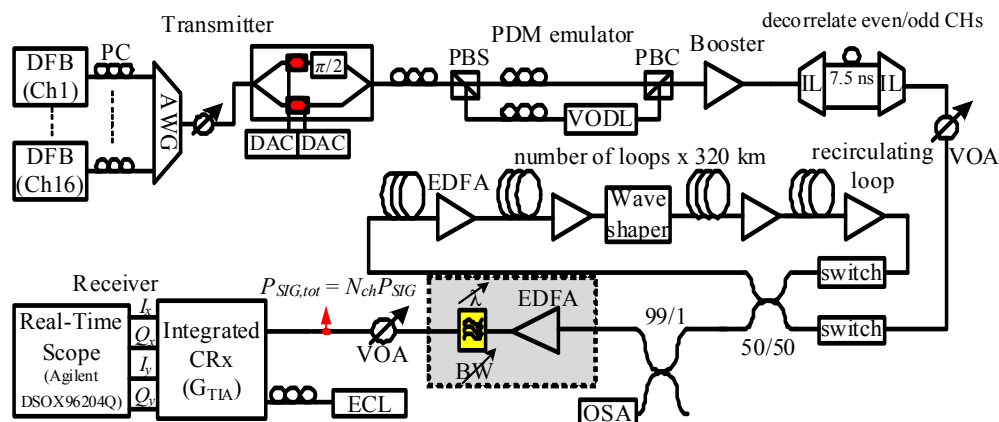 Transmitter
decorrelate even/odd CHs
DFB
(Ch1)
PC
π/2
PBS
PDM emulator
PBC
Booster
IL
7.5 ns
IL
AWG
DFB
(Ch16)
DAC
DAC
VODL
VOA
number of loops x 320 km
recirculating
loop
EDFA
Wave
shaper
switch
Receiver
P_SIG,tot = N_ch P_SIG
λ
EDFA
99/1
50/50
switch
Real-Time
Scope
(Agilent
DSOX96204Q)
I_x
Q_x
I_y
Q_y
Integrated
CRx
(G_TIA)
VOA
BW
ECL
OSA